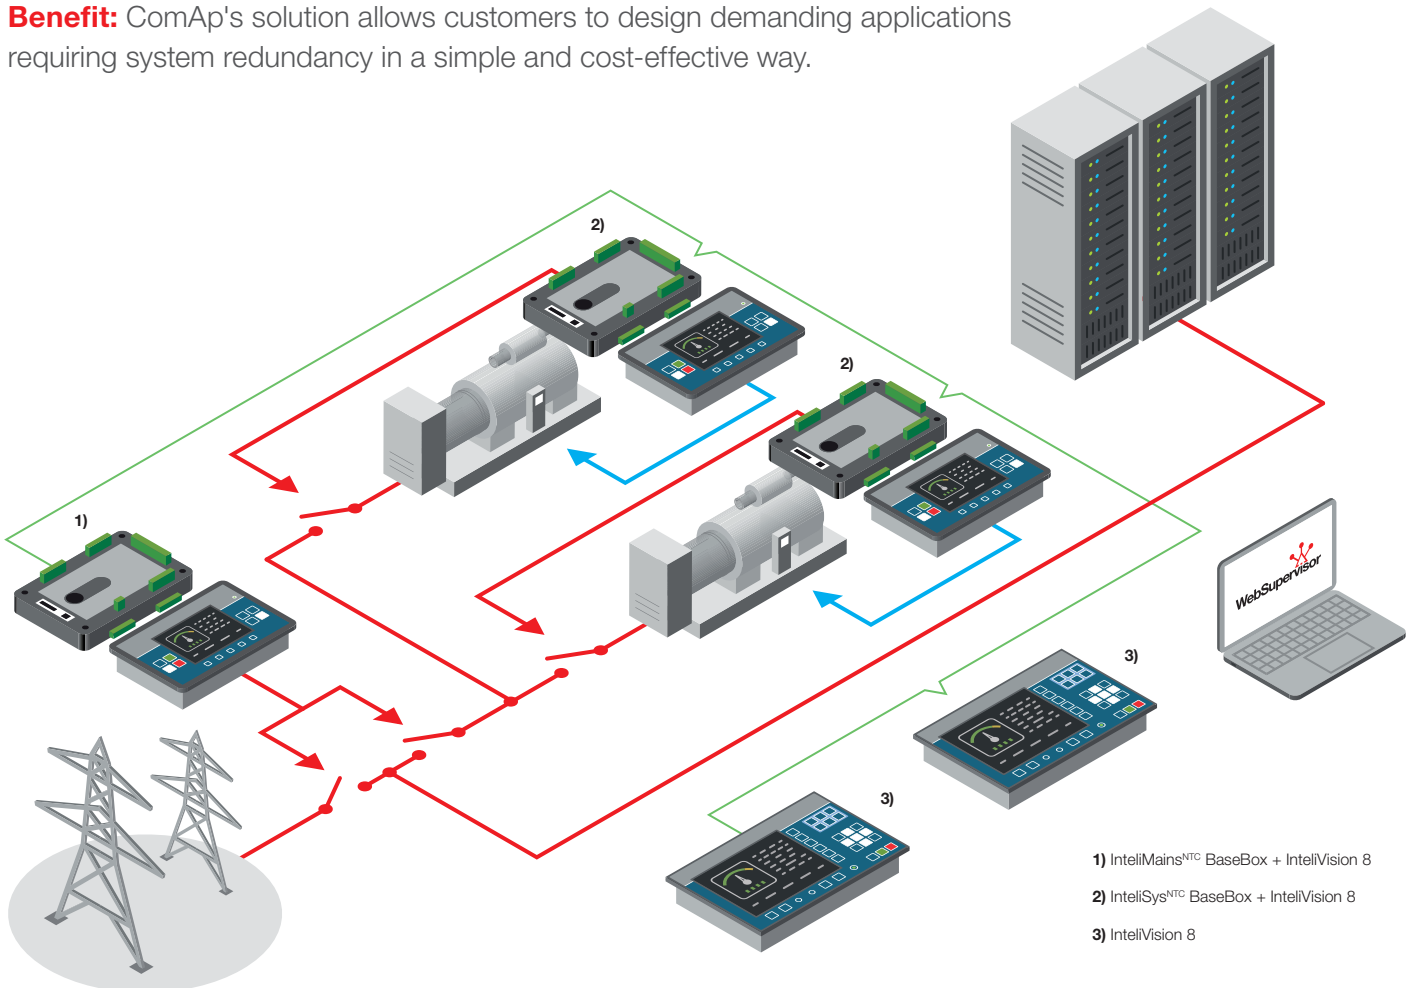 Benefit: ComAp's solution allows customers to design demanding applications
requiring system redundancy in a simple and cost-effective way.
2)
2)
1)
WebSupervisor
3)
3)
1) InteliMainsNTC BaseBox + InteliVision 8
2) InteliSysNTC BaseBox + InteliVision 8
3) InteliVision 8